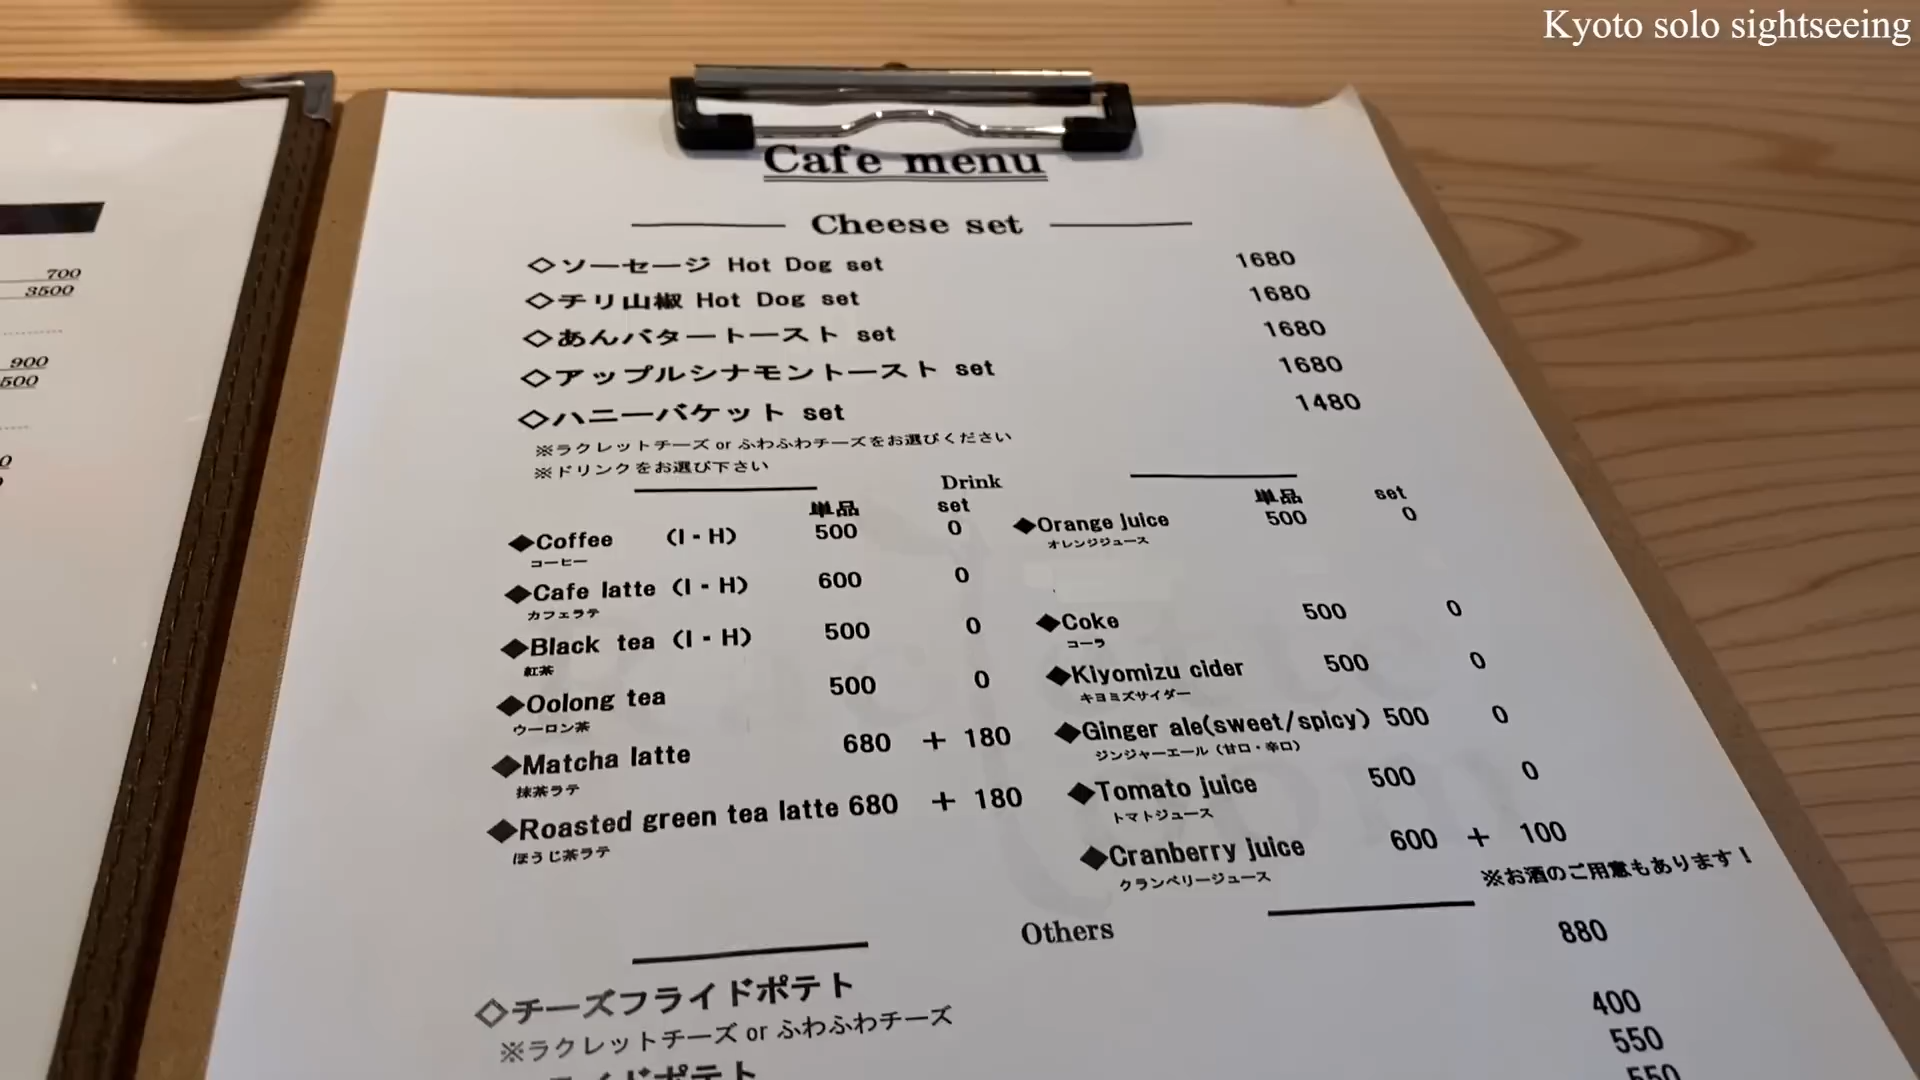 Kyoto solo sightseeing
700
3500
900
500
Cafe menu
Cheese set
◇ソーセージ Hot Dog set 1680
◇チリ山椒 Hot Dog set 1680
◇あんバタートースト set 1680
◇アップルシナモントースト set 1680
◇ハニーバケット set 1480
※ラクレットチーズ or ふわふわチーズをお選びください
※ドリンクをお選び下さい
Drink
単品 set
◆Coffee (I・H) 500 0
コーヒー
◆Cafe latte (I・H) 600 0
カフェラテ
◆Black tea (I・H) 500 0
紅茶
◆Oolong tea 500 0
ウーロン茶
◆Matcha latte 680 + 180
抹茶ラテ
◆Roasted green tea latte 680 + 180
ほうじ茶ラテ
単品 set
◆Orange juice 500 0
オレンジジュース
◆Coke 500 0
コーラ
◆Kiyomizu cider 500 0
キヨミズサイダー
◆Ginger ale(sweet/spicy) 500 0
ジンジャーエール（甘口・辛口）
◆Tomato juice 500 0
トマトジュース
◆Cranberry juice 600 + 100
クランベリージュース
※お酒のご用意もあります！
Others
◇チーズフライドポテト 880
※ラクレットチーズ or ふわふわチーズ
ライドポテト 400
550
550